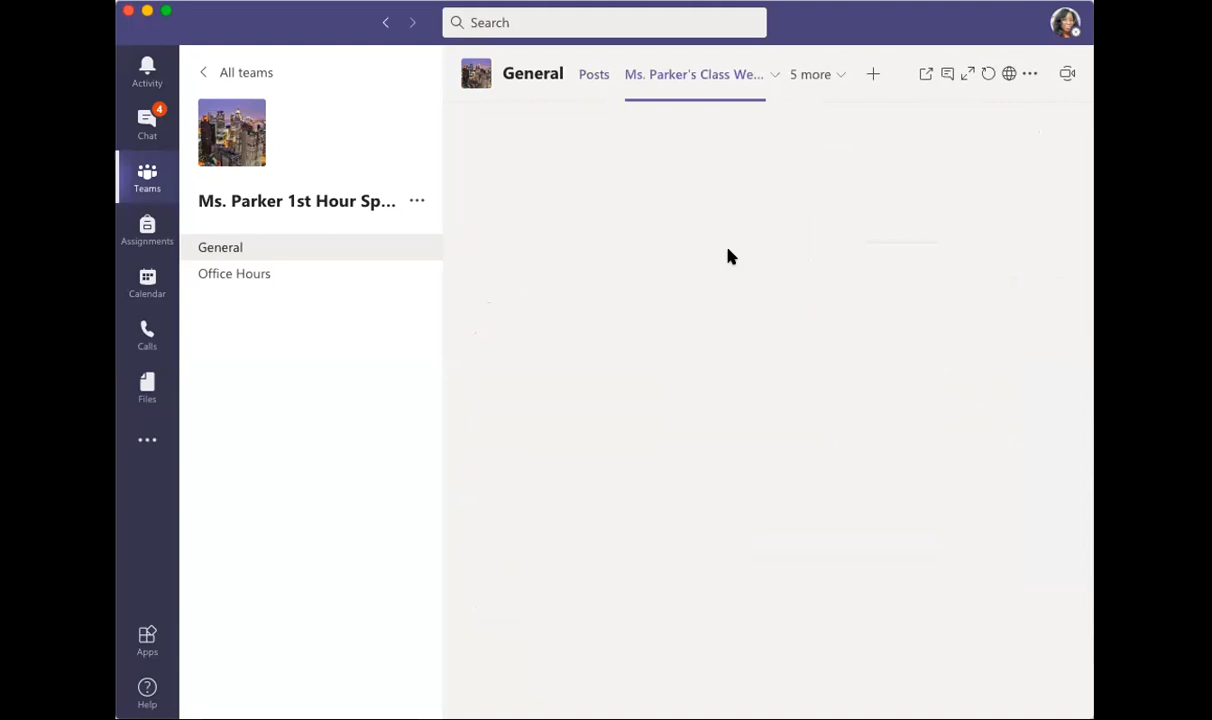 Search
Activity
4
Chat
Teams
Assignments
Calendar
Calls
Files
Apps
Help
All teams
Ms. Parker 1st Hour Sp...
General
Office Hours
General Posts Ms. Parker's Class We... 5 more